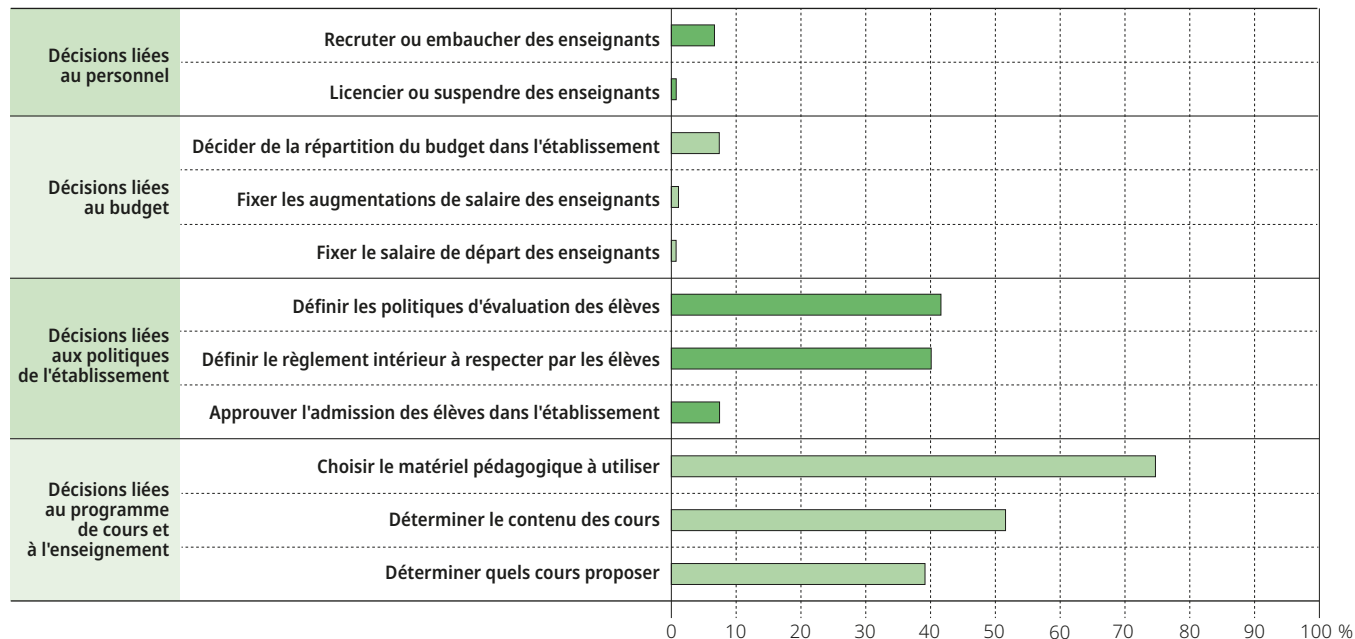 Décisions liées
au personnel
Recruter ou embaucher des enseignants
Licencier ou suspendre des enseignants
Décisions liées
au budget
Décider de la répartition du budget dans l'établissement
Fixer les augmentations de salaire des enseignants
Fixer le salaire de départ des enseignants
Décisions liées
aux politiques
de l'établissement
Définir les politiques d'évaluation des élèves
Définir le règlement intérieur à respecter par les élèves
Approuver l'admission des élèves dans l'établissement
Décisions liées
au programme
de cours et
à l'enseignement
Choisir le matériel pédagogique à utiliser
Déterminer le contenu des cours
Déterminer quels cours proposer
0 10 20 30 40 50 60 70 80 90 100 %